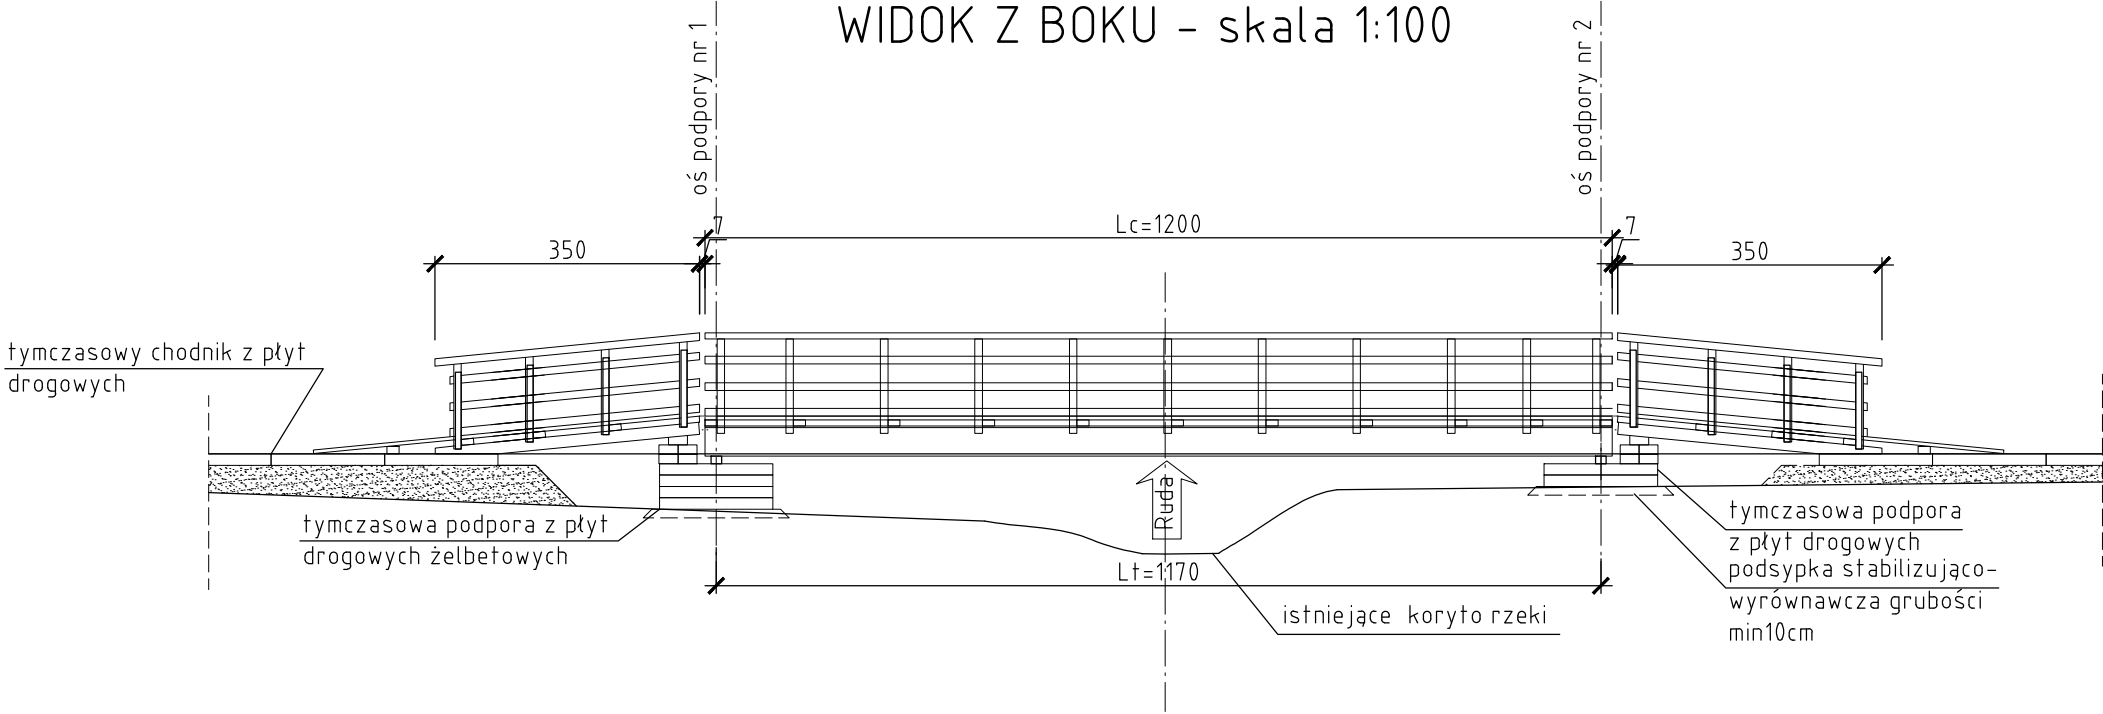 WIDOK Z BOKU - skala 1:100
oś podpory nr 1
oś podpory nr 2
7
Lc=1200
7
350
350
tymczasowy chodnik z płyt
drogowych
Ruda
tymczasowa podpora z płyt
drogowych żelbetowych
tymczasowa podpora
z płyt drogowych
podsypka stabilizująco-
wyrównawcza grubości
min10cm
Lt=1170
istniejące koryto rzeki